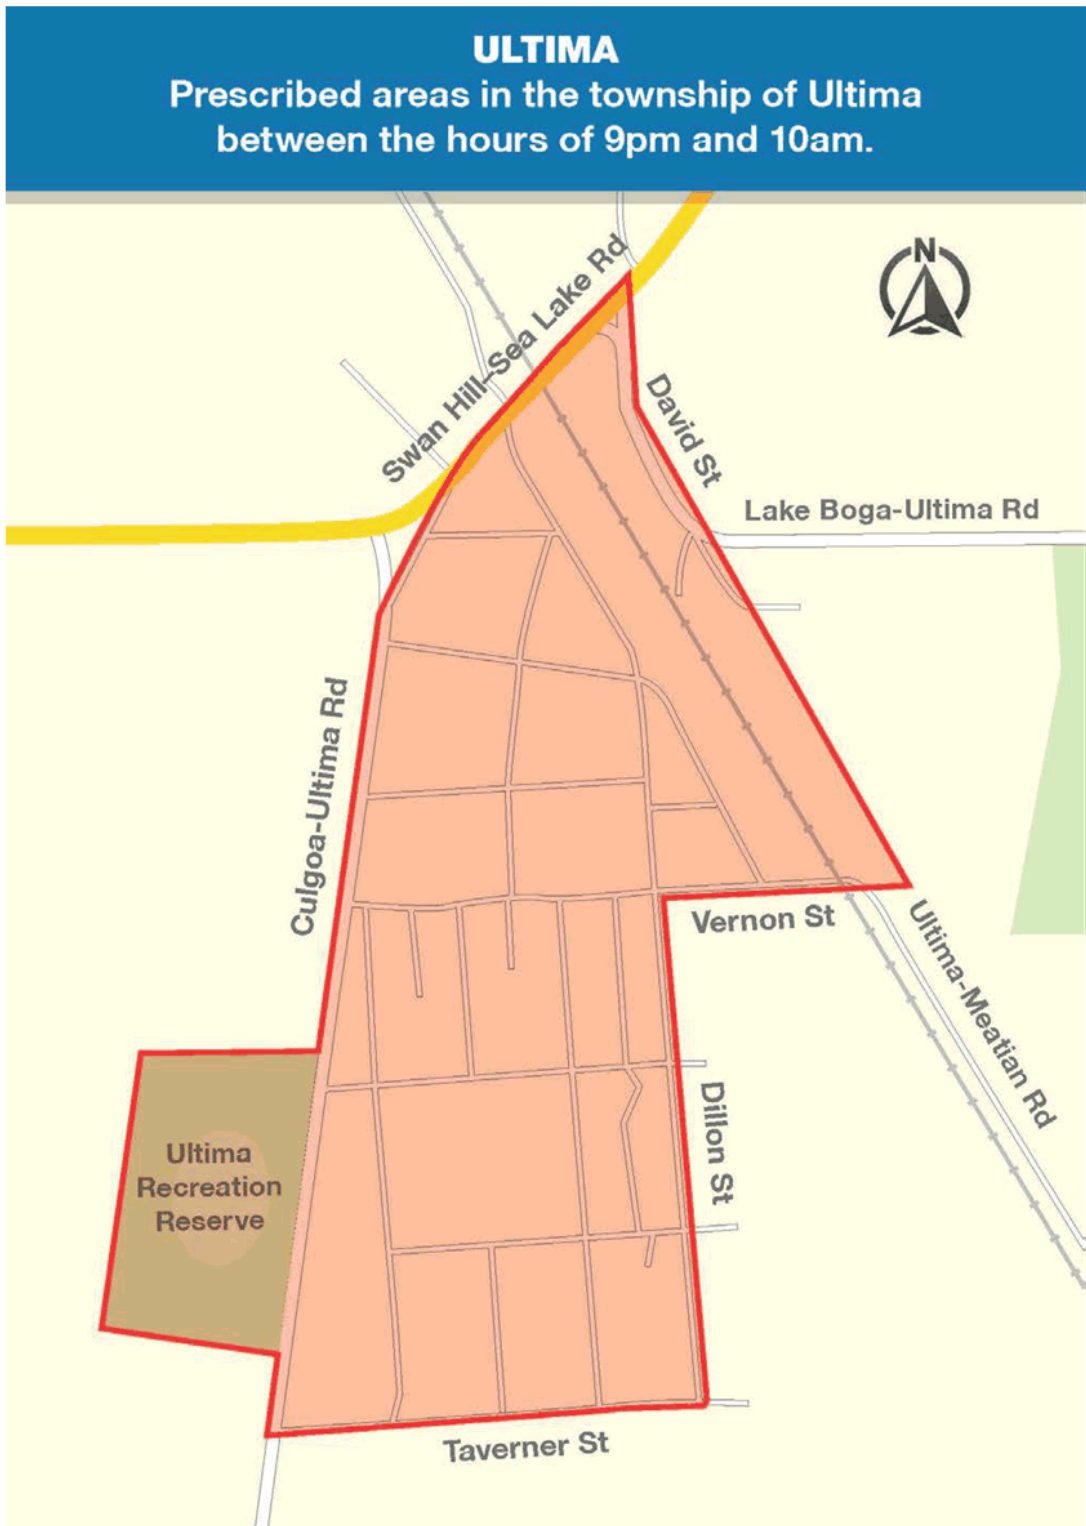 ULTIMA
Prescribed areas in the township of Ultima
between the hours of 9pm and 10am.
N
Swan Hill–Sea Lake Rd
David St
Lake Boga-Ultima Rd
Culgoa-Ultima Rd
Vernon St
Ultima-Meatian Rd
Dillon St
Ultima
Recreation
Reserve
Taverner St